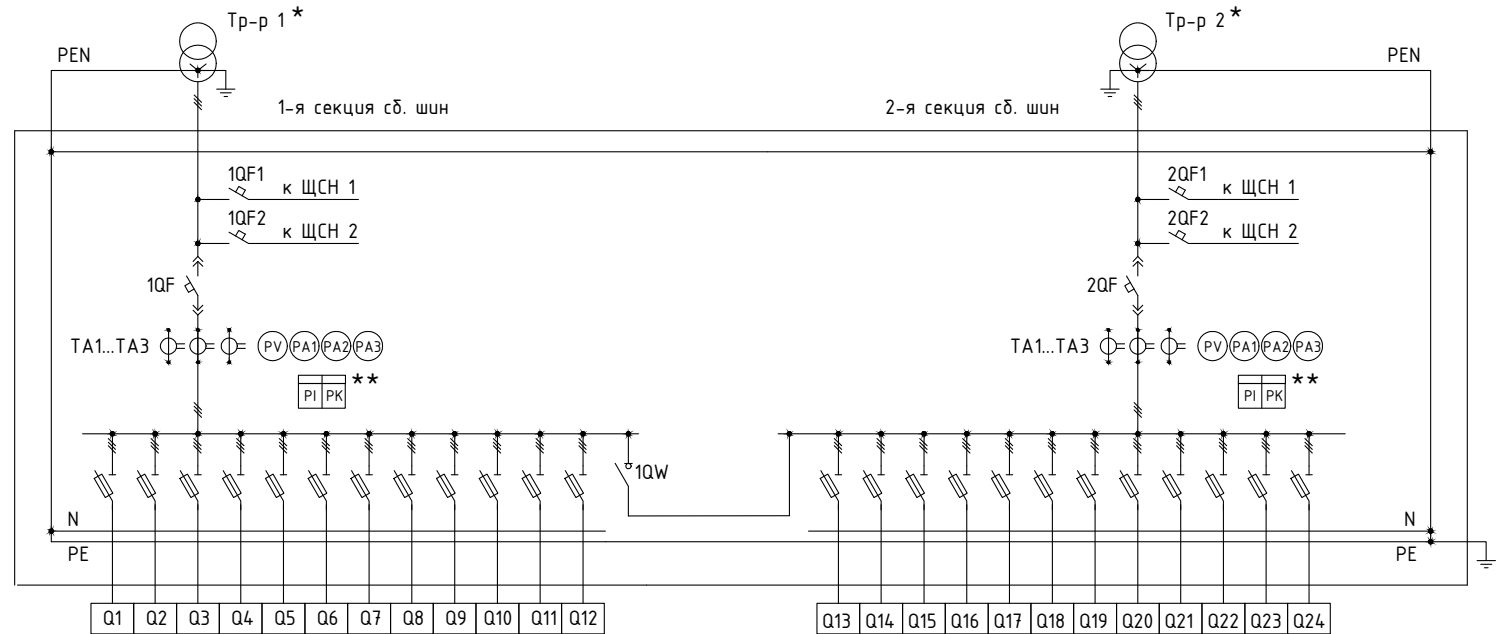 Тр-р 1 *
Тр-р 2 *
PEN
PEN
1-я секция сб. шин
2-я секция сб. шин
1QF1 к ЩСН 1
2QF1 к ЩСН 1
1QF2 к ЩСН 2
2QF2 к ЩСН 2
1QF
2QF
TA1...TA3 PV PA1 PA2 PA3
TA1...TA3 PV PA1 PA2 PA3
PI PK **
PI PK **
1QW
N
N
PE
PE
Q1 Q2 Q3 Q4 Q5 Q6 Q7 Q8 Q9 Q10 Q11 Q12
Q13 Q14 Q15 Q16 Q17 Q18 Q19 Q20 Q21 Q22 Q23 Q24